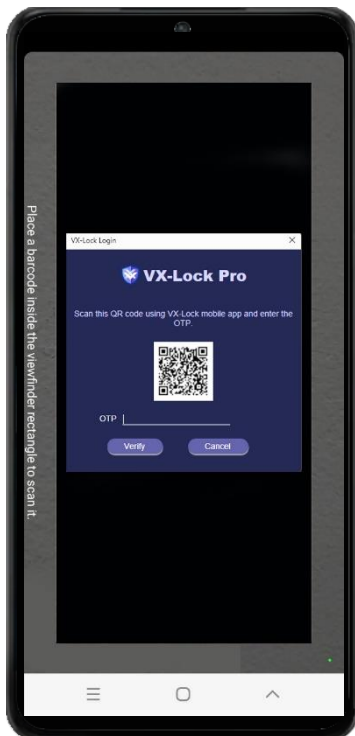 Place a barcode inside the viewfinder rectangle to scan it.
VX-Lock Login
VX-Lock Pro
Scan this QR code using VX-Lock mobile app and enter the
OTP.
OTP
Verify
Cancel